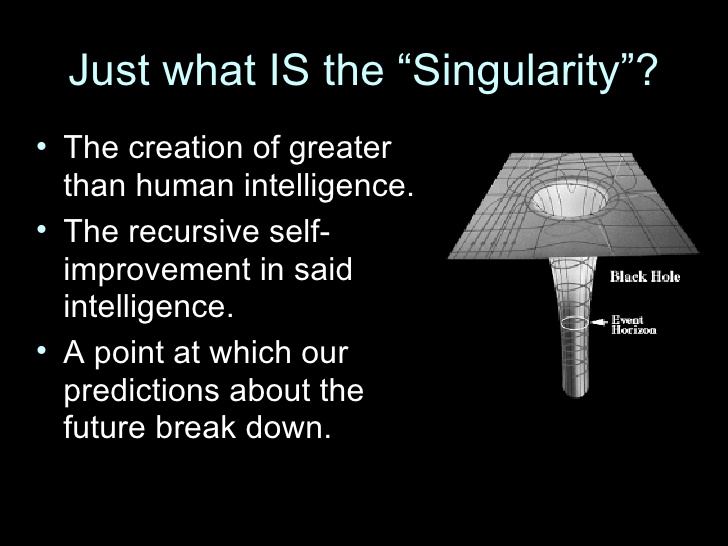 Just what IS the “Singularity”?
• The creation of greater
than human intelligence.
• The recursive self-
improvement in said
intelligence.
• A point at which our
predictions about the
future break down.
Black Hole
Event
Horizon